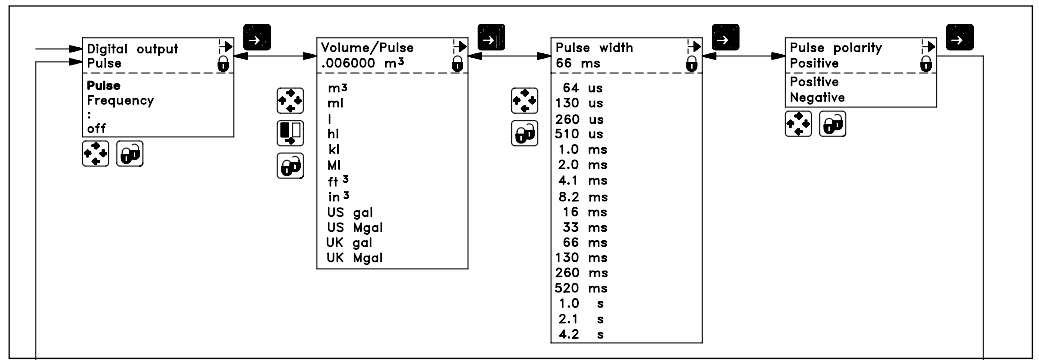 Digital output
Pulse
Pulse
Frequency
:
off
Volume/Pulse
.006000 m³
m³
ml
l
hl
kl
Ml
ft³
in³
US gal
US Mgal
UK gal
UK Mgal
Pulse width
66 ms
64 us
130 us
260 us
510 us
1.0 ms
2.0 ms
4.1 ms
8.2 ms
16 ms
33 ms
66 ms
130 ms
260 ms
520 ms
1.0 s
2.1 s
4.2 s
Pulse polarity
Positive
Positive
Negative